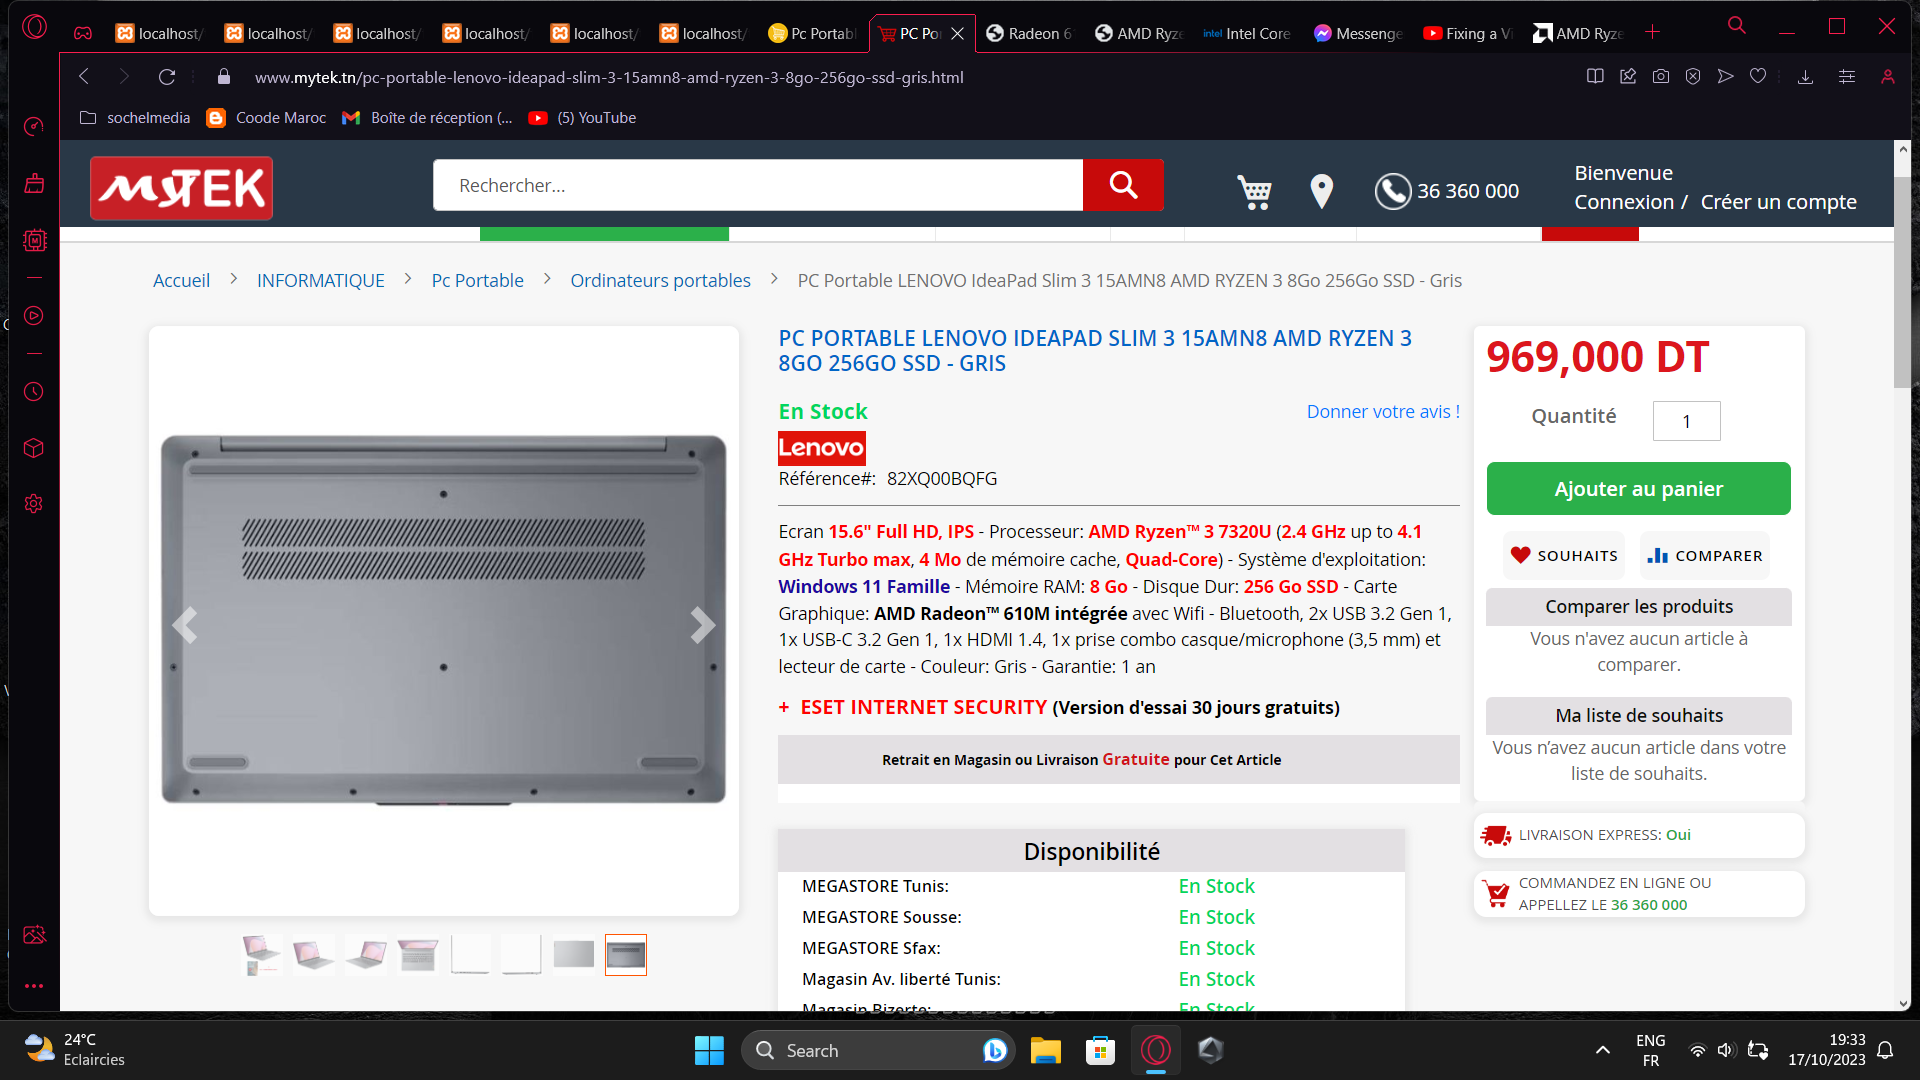 localhost/
localhost/
localhost/
localhost/
localhost/
localhost/
Pc Portab
PC Po
Radeon 6
AMD Ryze
intel Intel Core
Messenge
Fixing a Vi
AMD Ryze
www.mytek.tn/pc-portable-lenovo-ideapad-slim-3-15amn8-amd-ryzen-3-8go-256go-ssd-gris.html
sochelmedia
Coode Maroc
Boîte de réception (...
(5) YouTube
MYTEK
Rechercher...
36 360 000
Bienvenue
Connexion / Créer un compte
Accueil > INFORMATIQUE > Pc Portable > Ordinateurs portables > PC Portable LENOVO IdeaPad Slim 3 15AMN8 AMD RYZEN 3 8Go 256Go SSD - Gris
PC PORTABLE LENOVO IDEAPAD SLIM 3 15AMN8 AMD RYZEN 3
8GO 256GO SSD - GRIS
En Stock
Donner votre avis !
Lenovo
Référence#: 82XQ00BQFG
Ecran 15.6" Full HD, IPS - Processeur: AMD Ryzen™ 3 7320U (2.4 GHz up to 4.1
GHz Turbo max, 4 Mo de mémoire cache, Quad-Core) - Système d'exploitation:
Windows 11 Famille - Mémoire RAM: 8 Go - Disque Dur: 256 Go SSD - Carte
Graphique: AMD Radeon™ 610M intégrée avec Wifi - Bluetooth, 2x USB 3.2 Gen 1,
1x USB-C 3.2 Gen 1, 1x HDMI 1.4, 1x prise combo casque/microphone (3,5 mm) et
lecteur de carte - Couleur: Gris - Garantie: 1 an
+ ESET INTERNET SECURITY (Version d'essai 30 jours gratuits)
Retrait en Magasin ou Livraison Gratuite pour Cet Article
Disponibilité
MEGASTORE Tunis: En Stock
MEGASTORE Sousse: En Stock
MEGASTORE Sfax: En Stock
Magasin Av. liberté Tunis: En Stock
Magasin Bizerte: En Stock
969,000 DT
Quantité 1
Ajouter au panier
SOUHAITS
COMPARER
Comparer les produits
Vous n'avez aucun article à
comparer.
Ma liste de souhaits
Vous n’avez aucun article dans votre
liste de souhaits.
LIVRAISON EXPRESS: Oui
COMMANDEZ EN LIGNE OU
APPELLEZ LE 36 360 000
24°C
Eclaircies
Search
ENG
FR
19:33
17/10/2023